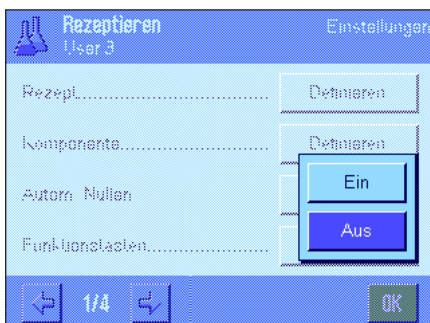 Rezeptieren Einstellungen
User 3
Rezept........................... Definieren
Komponente........................ Definieren
Autom. Nullen
Funktionstasten...................
Ein
Aus
1/4 OK